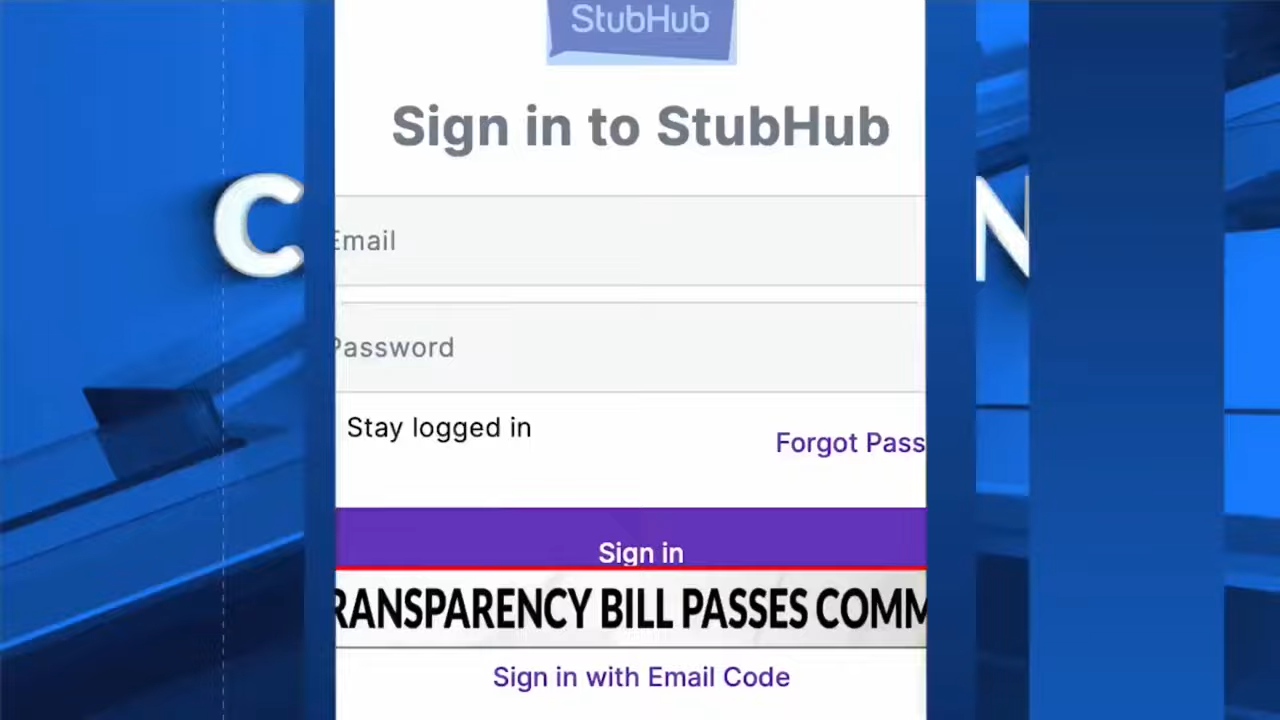 StubHub
Sign in to StubHub
C
N
Email
Password
Stay logged in
Forgot Pass
Sign in
RANSPARENCY BILL PASSES COMM
Sign in with Email Code